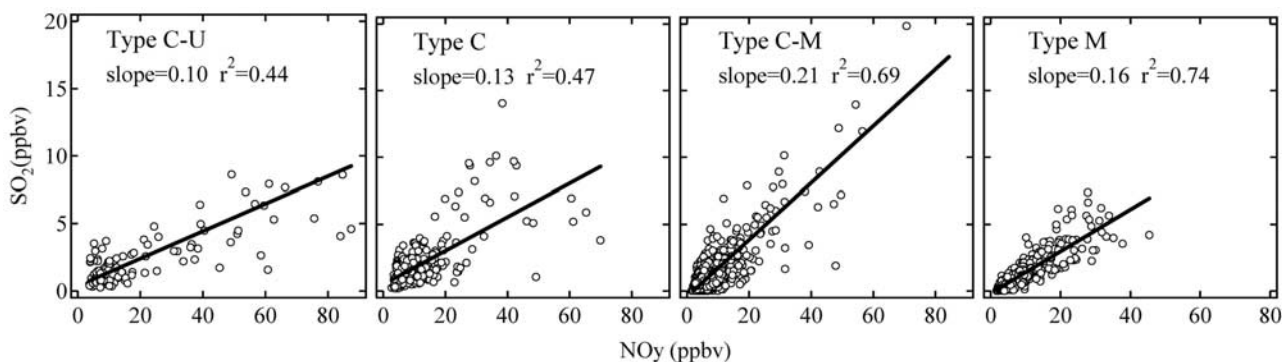 20
15
10
5
0
SO₂(ppbv)
Type C-U
slope=0.10 r²=0.44
Type C
slope=0.13 r²=0.47
Type C-M
slope=0.21 r²=0.69
Type M
slope=0.16 r²=0.74
0 20 40 60 80 0 20 40 60 80 0 20 40 60 80 0 20 40 60 80
NOy (ppbv)